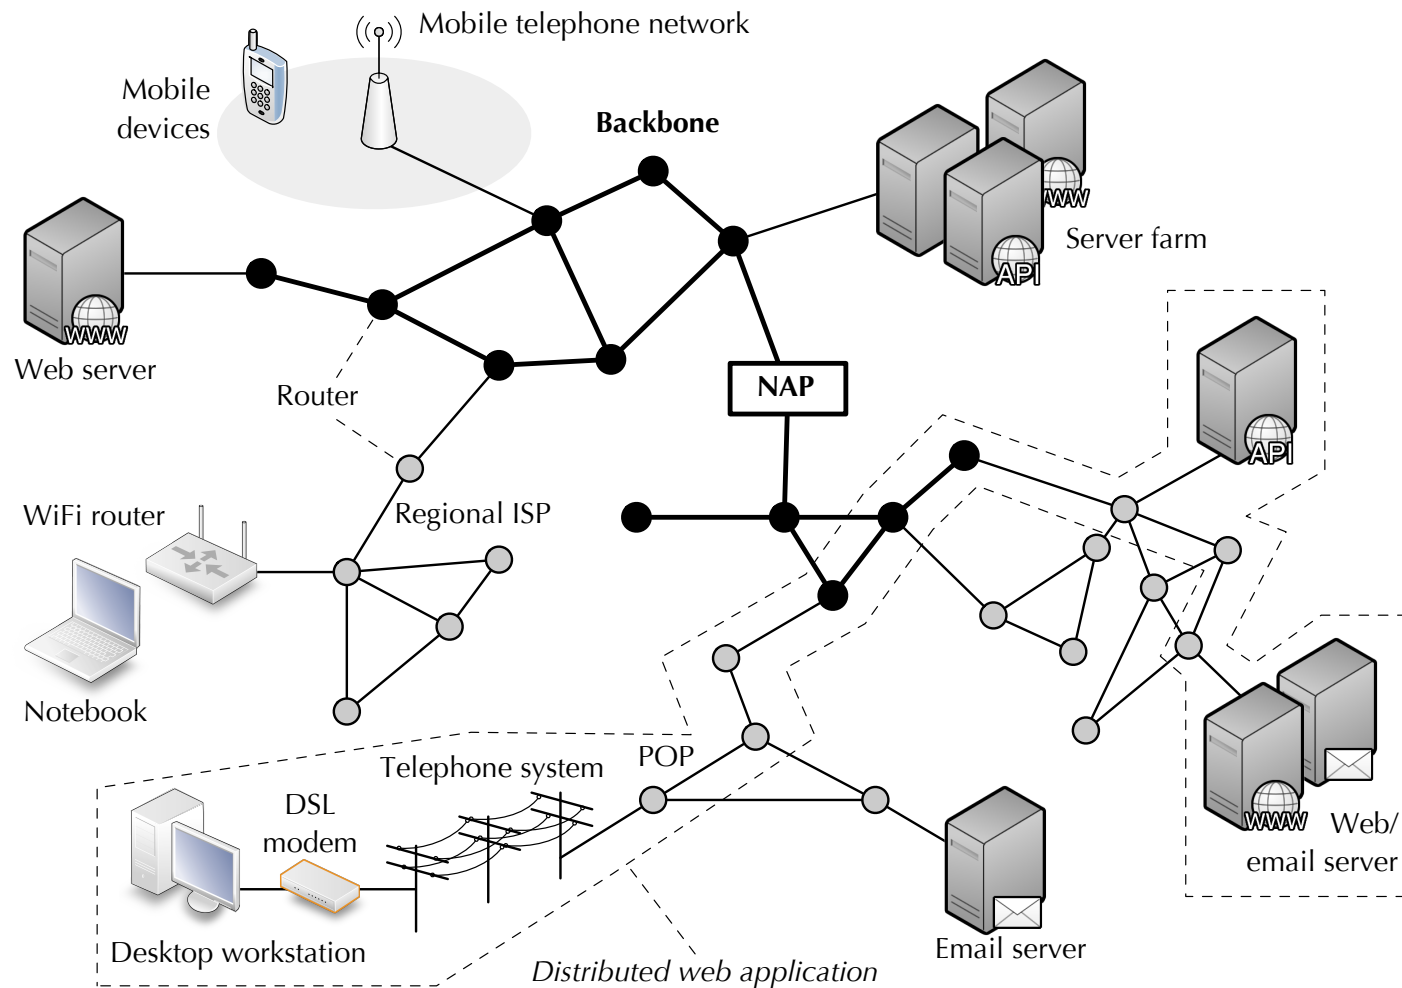 Mobile telephone network
Mobile
devices
Backbone
WWW
Server farm
API
WWW
Web server
Router
NAP
API
WiFi router
Regional ISP
Notebook
POP
Telephone system
DSL
modem
WWW
Web/
email server
Desktop workstation
Email server
Distributed web application